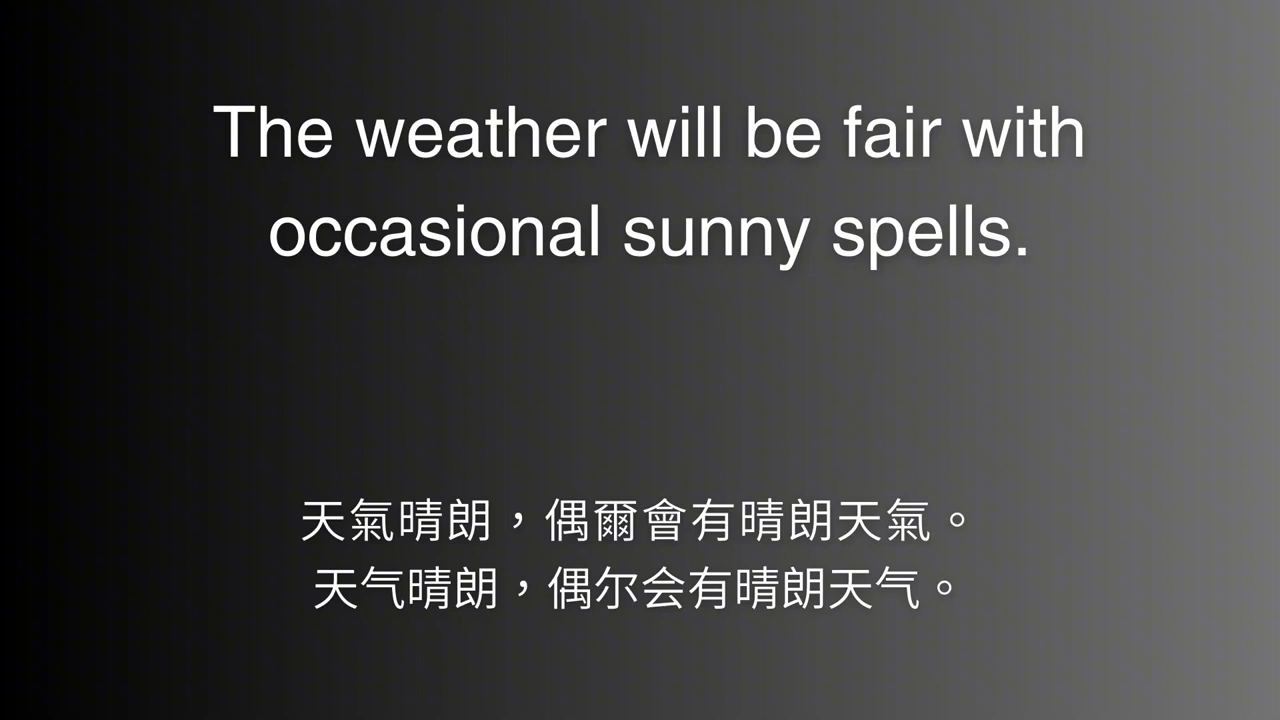 The weather will be fair with
occasional sunny spells.
天氣晴朗，偶爾會有晴朗天氣。
天气晴朗，偶尔会有晴朗天气。